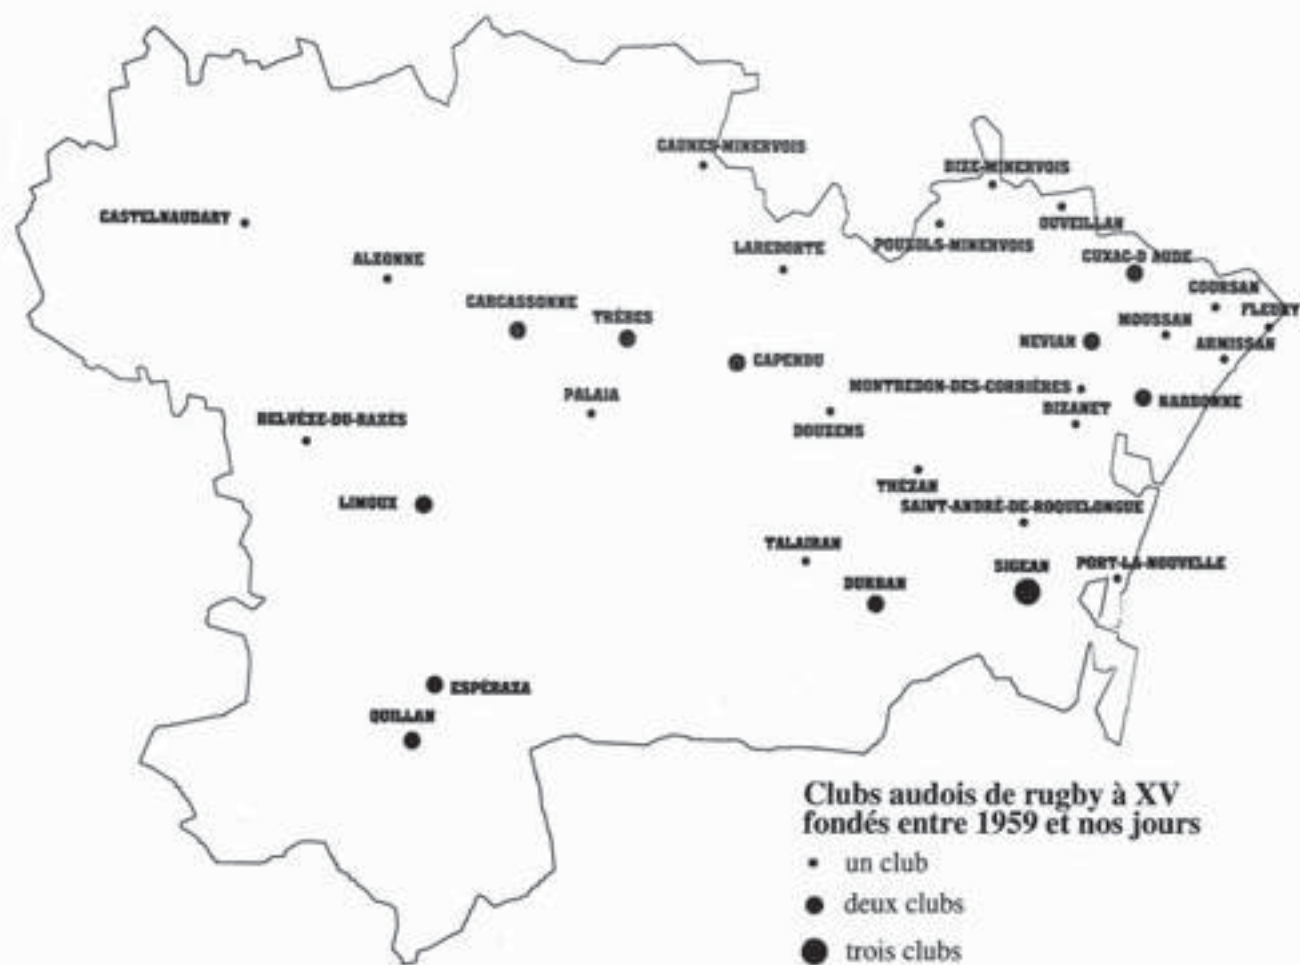 CAUNES-MINERVOIS
BIZE-MINERVOIS
CASTELNAUDARY
OUVEILLAN
ALZONNE
LAREDORTE
POUZOLS-MINERVOIS
CUXAC-D AUDE
COURSAN
CARCASSONNE
TRÈBES
MOUSSAN
FLEURY
NEVIAN
ARMISSAN
CAPENDU
PALAJA
MONTREDON-DES-CORBIÈRES
BIZANET
NARBONNE
BELVÈZE-DU-RAZÈS
DOUZENS
THÉZAN
LIMOUX
SAINT-ANDRÉ-DE-ROQUELONGUE
TALAIRAN
SIGEAN
PORT-LA-NOUVELLE
DURBAN
ESPÉRAZA
QUILLAN
Clubs audois de rugby à XV
fondés entre 1959 et nos jours
un club
deux clubs
trois clubs